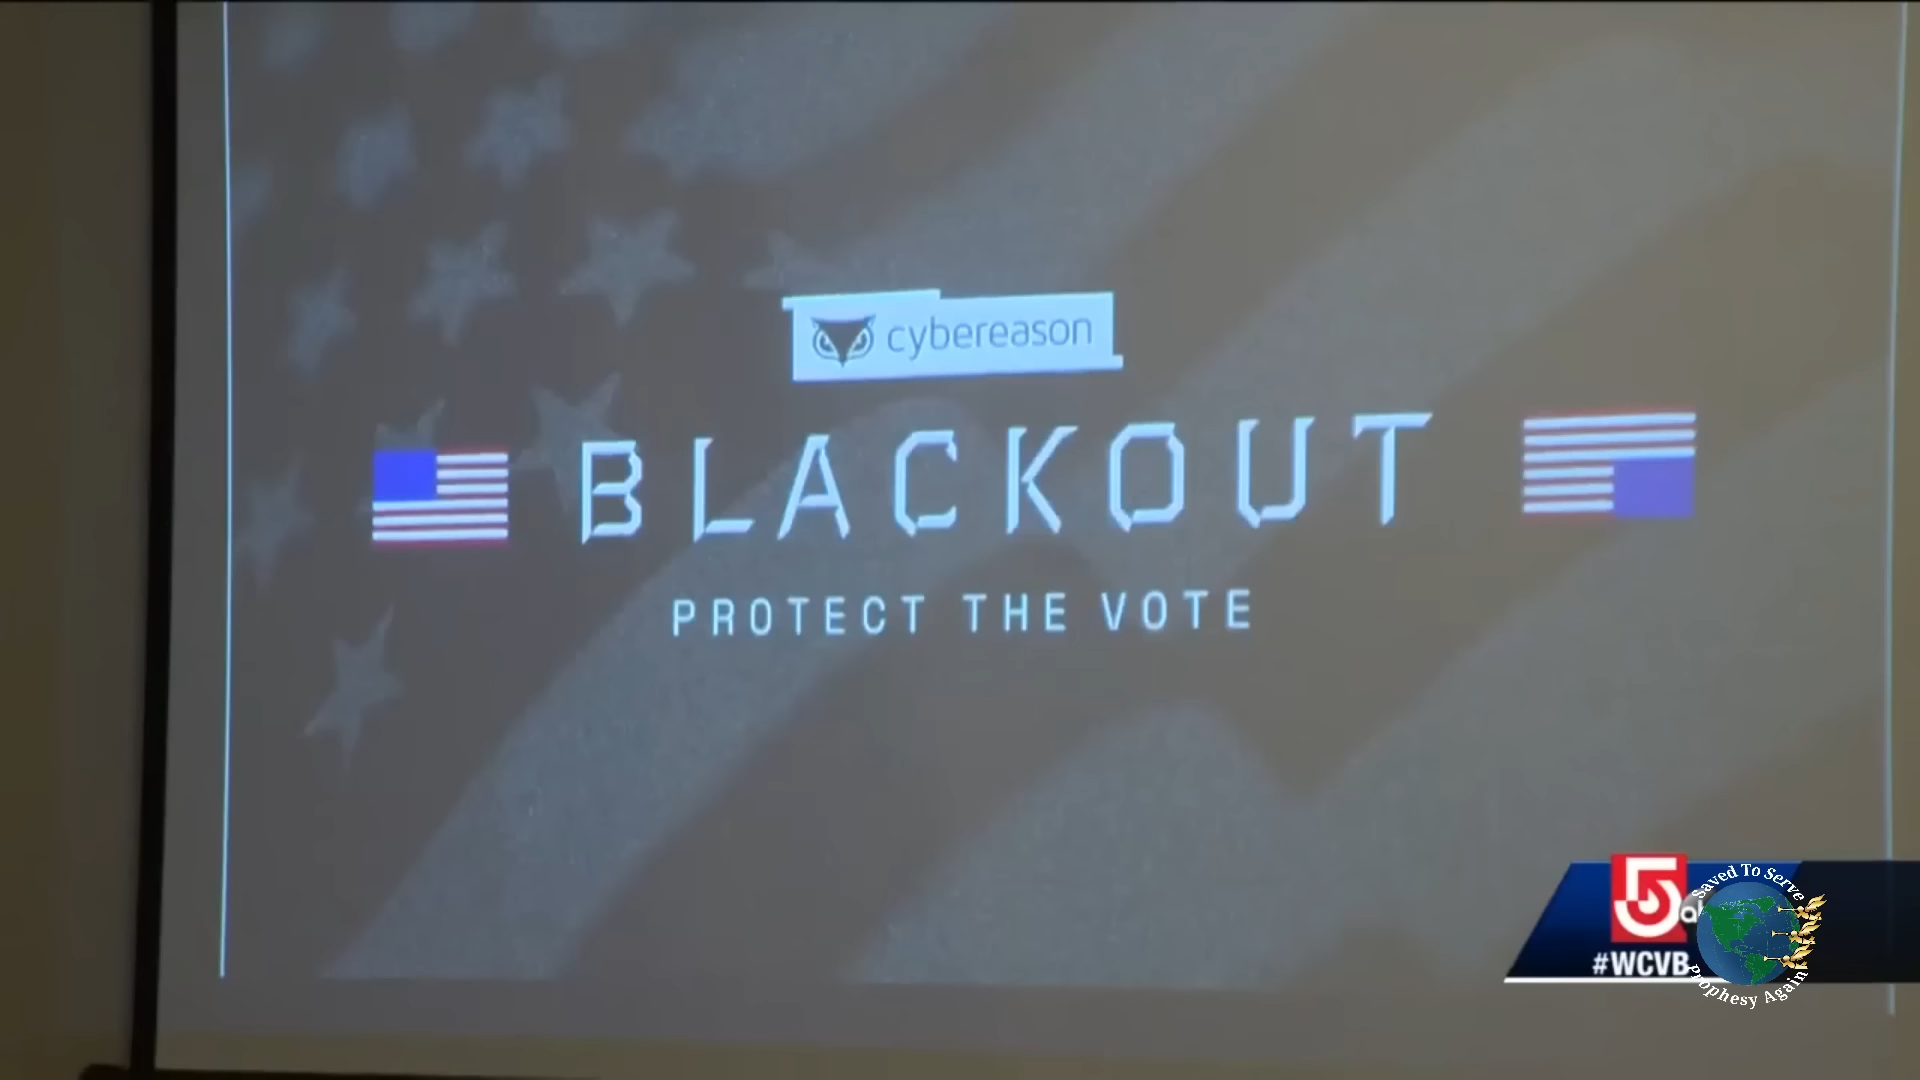 cybereason
BLACKOUT
PROTECT THE VOTE
5
#WCVB
Saved To Serve
Prophesy Again